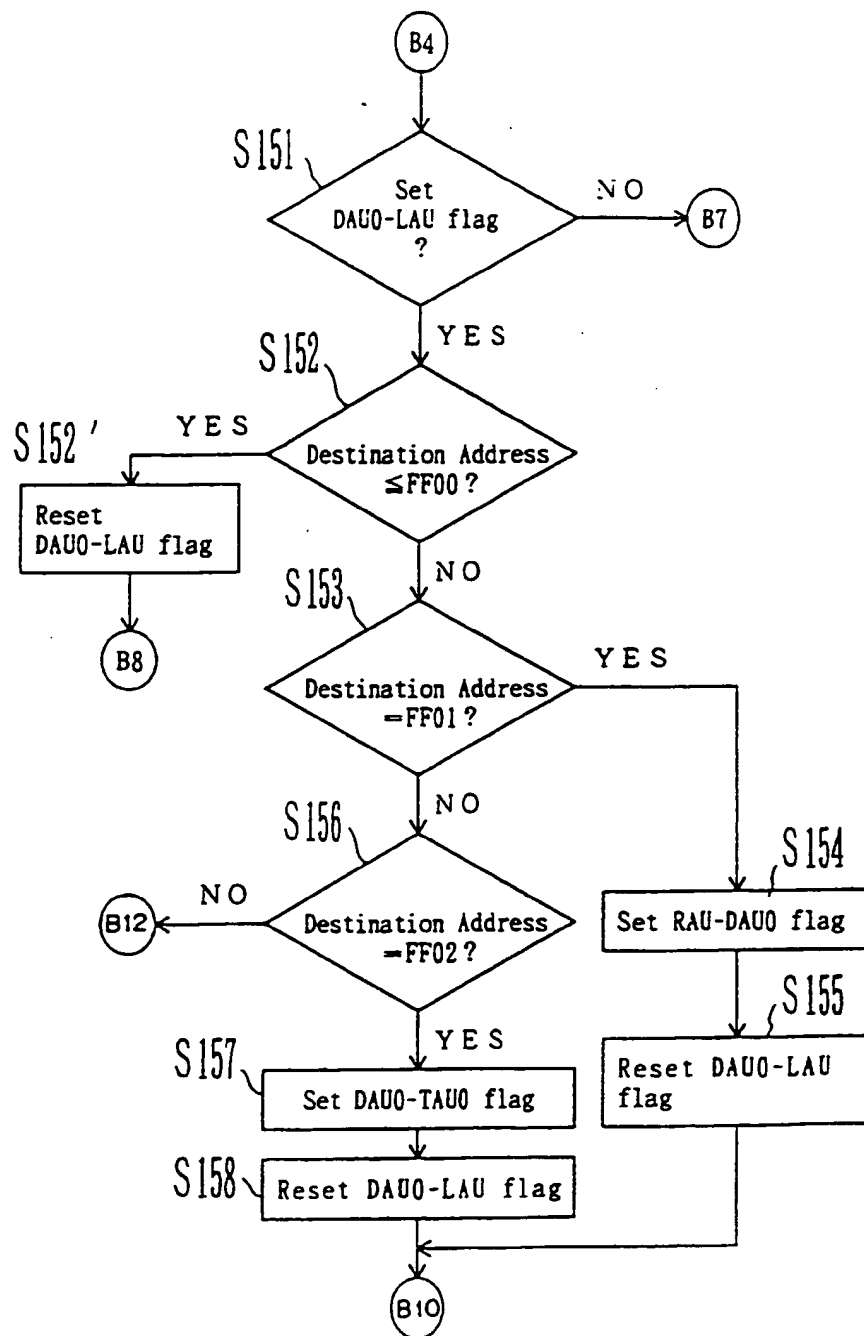 B4
S151
Set
DAU0-LAU flag
?
NO
B7
YES
S152
S152'
YES
Destination Address
≦FF00?
Reset
DAU0-LAU flag
NO
S153
B8
YES
Destination Address
=FF01?
NO
S156
S154
NO
B12
Destination Address
=FF02?
Set RAU-DAU0 flag
S155
YES
S157
Set DAU0-TAU0 flag
Reset DAU0-LAU
flag
S158
Reset DAU0-LAU flag
B10